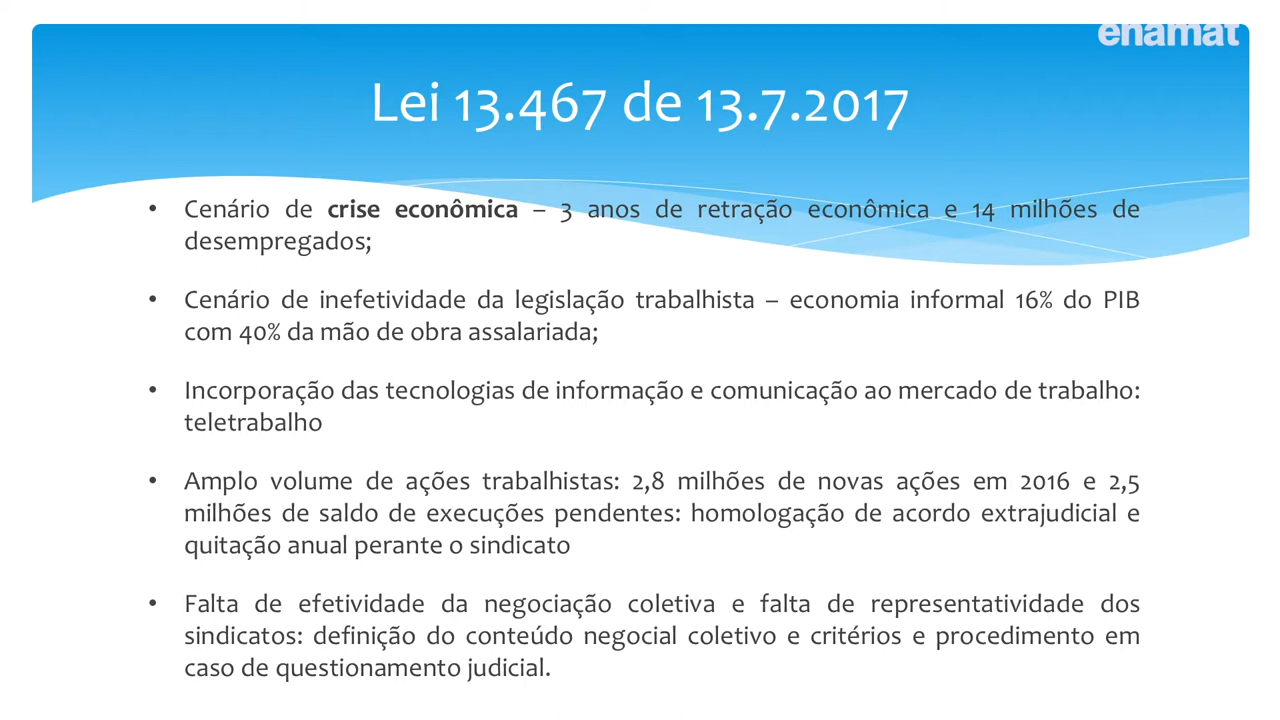 enamat
Lei 13.467 de 13.7.2017
• Cenário de crise econômica – 3 anos de retração econômica e 14 milhões de
desempregados;
• Cenário de inefetividade da legislação trabalhista – economia informal 16% do PIB
com 40% da mão de obra assalariada;
• Incorporação das tecnologias de informação e comunicação ao mercado de trabalho:
teletrabalho
• Amplo volume de ações trabalhistas: 2,8 milhões de novas ações em 2016 e 2,5
milhões de saldo de execuções pendentes: homologação de acordo extrajudicial e
quitação anual perante o sindicato
• Falta de efetividade da negociação coletiva e falta de representatividade dos
sindicatos: definição do conteúdo negocial coletivo e critérios e procedimento em
caso de questionamento judicial.